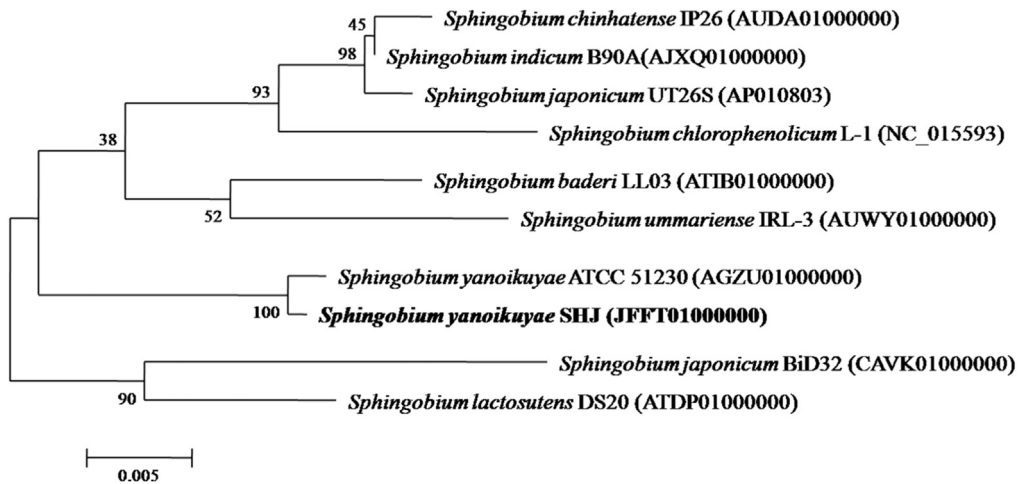 45
Sphingobium chinhatense IP26 (AUDA01000000)
98
Sphingobium indicum B90A(AJXQ01000000)
93
Sphingobium japonicum UT26S (AP010803)
Sphingobium chlorophenolicum L-1 (NC_015593)
38
Sphingobium baderi LL03 (ATIB01000000)
52
Sphingobium ummariense IRL-3 (AUWY01000000)
Sphingobium yanoikuyae ATCC 51230 (AGZU01000000)
100
Sphingobium yanoikuyae SHJ (JFFT01000000)
Sphingobium japonicum BiD32 (CAVK01000000)
90
Sphingobium lactosutens DS20 (ATDP01000000)
0.005